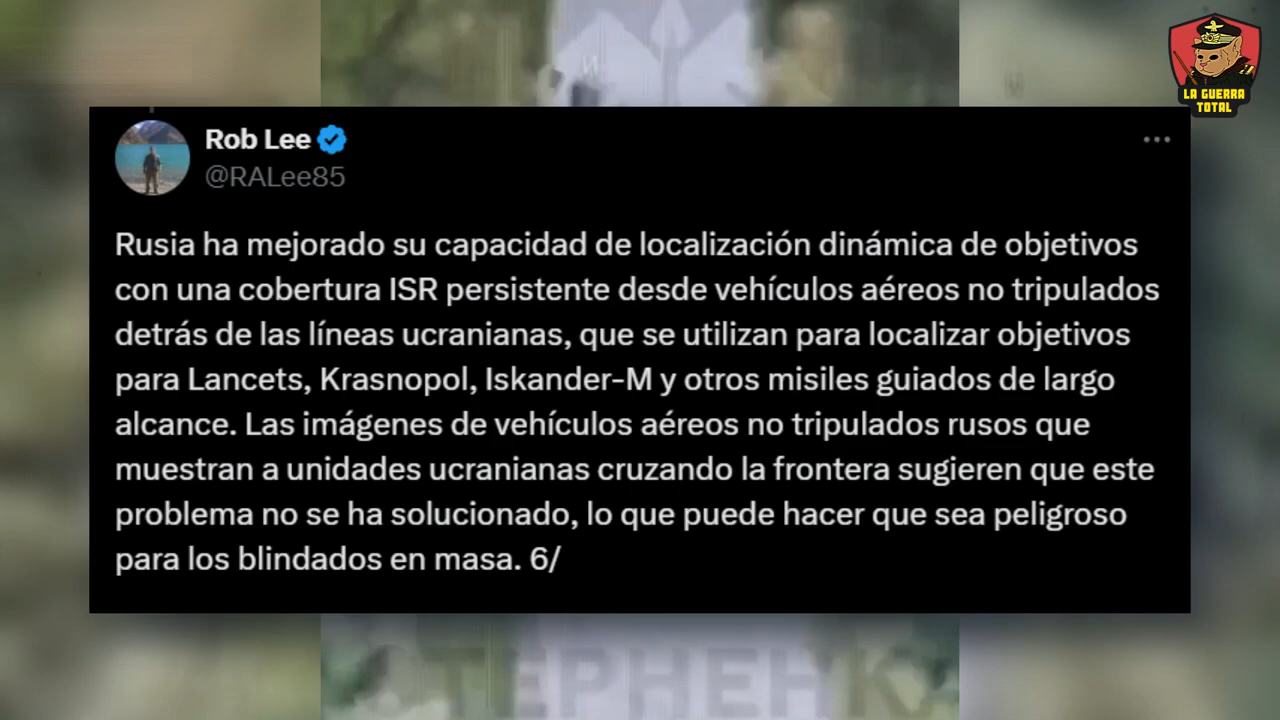 LA GUERRA
TOTAL
Rob Lee
@RALee85
Rusia ha mejorado su capacidad de localización dinámica de objetivos
con una cobertura ISR persistente desde vehículos aéreos no tripulados
detrás de las líneas ucranianas, que se utilizan para localizar objetivos
para Lancets, Krasnopol, Iskander-M y otros misiles guiados de largo
alcance. Las imágenes de vehículos aéreos no tripulados rusos que
muestran a unidades ucranianas cruzando la frontera sugieren que este
problema no se ha solucionado, lo que puede hacer que sea peligroso
para los blindados en masa. 6/